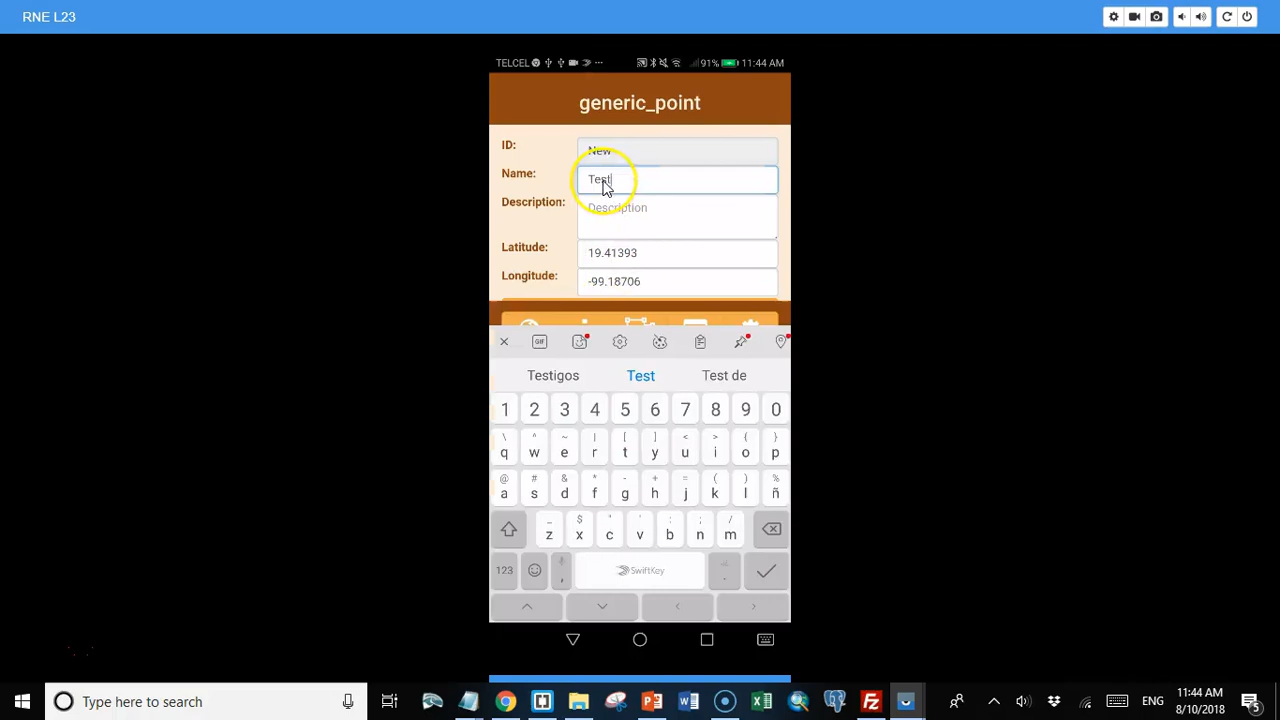 RNE L23
TELCEL 91% 11:44 AM
generic_point
ID: New
Name: Test
Description: Description
Latitude: 19.41393
Longitude: -99.18706
GIF
Testigos Test Test de
1 2 3 4 5 6 7 8 9 0
\ ^ ~ | [ ] < > { }
q w e r t y u i o p
@ # & * - + = ( ) %
a s d f g h j k l ñ
_ $ " ' : ; /
z x c v b n m
123 , SwiftKey .
Type here to search
ENG
11:44 AM
8/10/2018
5